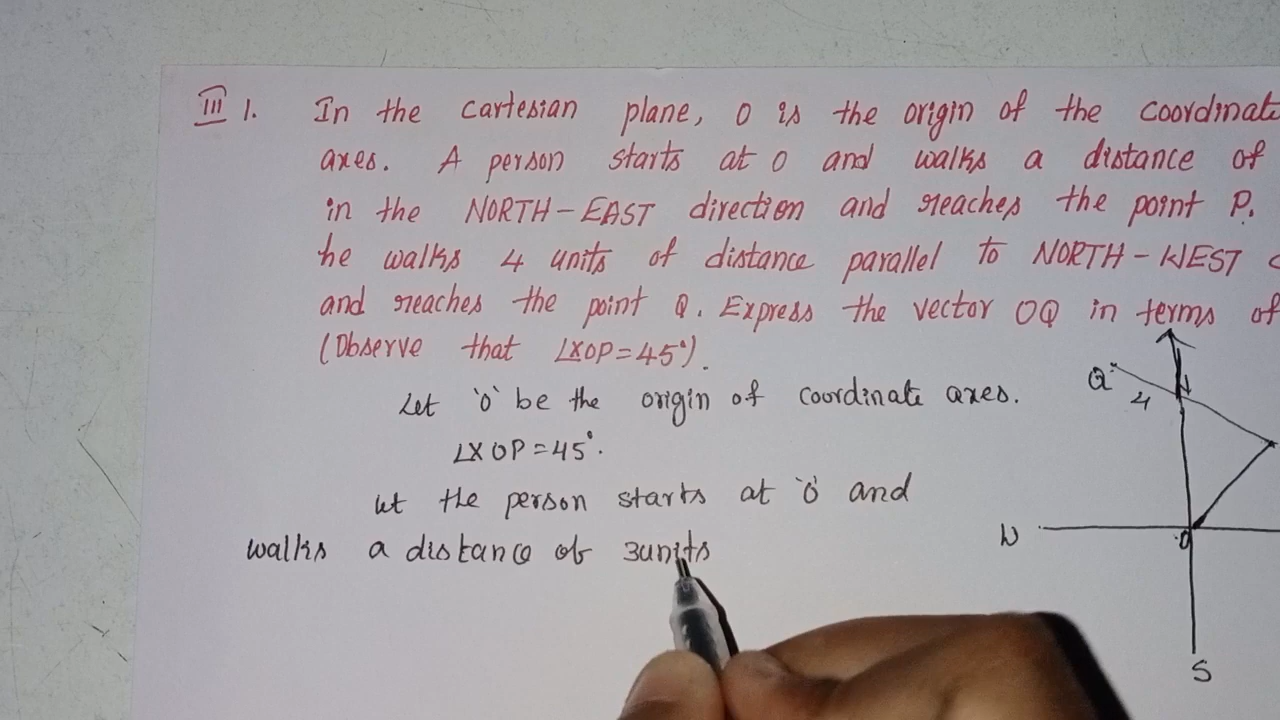 III 1. In the cartesian plane, O is the origin of the coordinate
axes. A person starts at O and walks a distance of
in the NORTH-EAST direction and reaches the point P.
he walks 4 units of distance parallel to NORTH-WEST
and reaches the point Q. Express the vector OQ in terms of
(Observe that ∠XOP=45°).
Let 'O' be the origin of coordinate axes.
∠XOP=45°.
let the person starts at 'O' and
walks a distance of 3units
Q
4
N
W
O
S